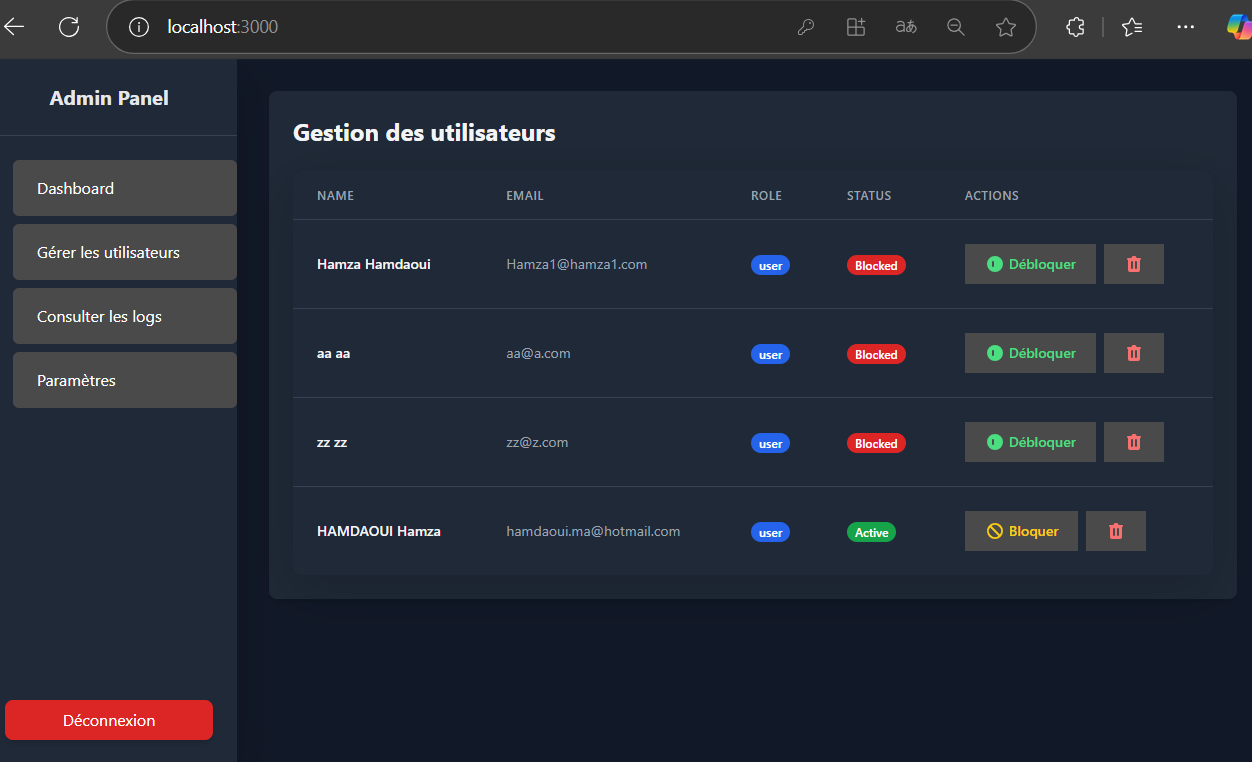 localhost:3000
Admin Panel
Dashboard
Gérer les utilisateurs
Consulter les logs
Paramètres
Déconnexion
Gestion des utilisateurs
NAME EMAIL ROLE STATUS ACTIONS
Hamza Hamdaoui Hamza1@hamza1.com user Blocked Débloquer
aa aa aa@a.com user Blocked Débloquer
zz zz zz@z.com user Blocked Débloquer
HAMDAOUI Hamza hamdaoui.ma@hotmail.com user Active Bloquer